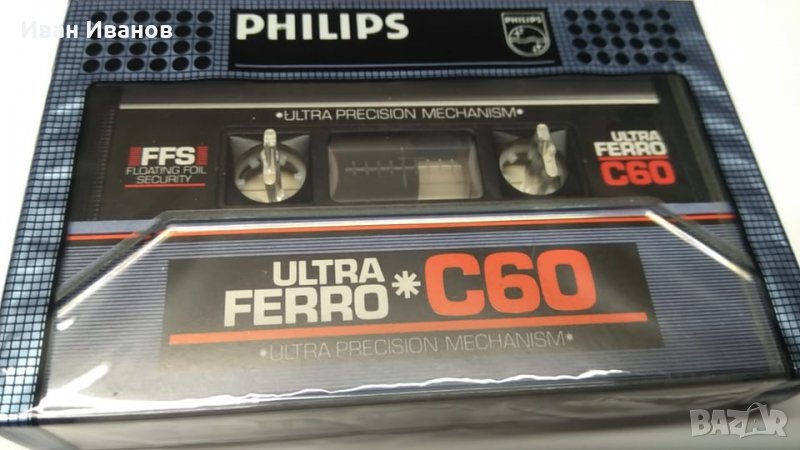 Иван Иванов
PHILIPS
PHILIPS
*ULTRA PRECISION MECHANISM*
FFS
FLOATING FOIL
SECURITY
ULTRA
FERRO
C60
ULTRA
FERRO*C60
*ULTRA PRECISION MECHANISM*
BAZAR